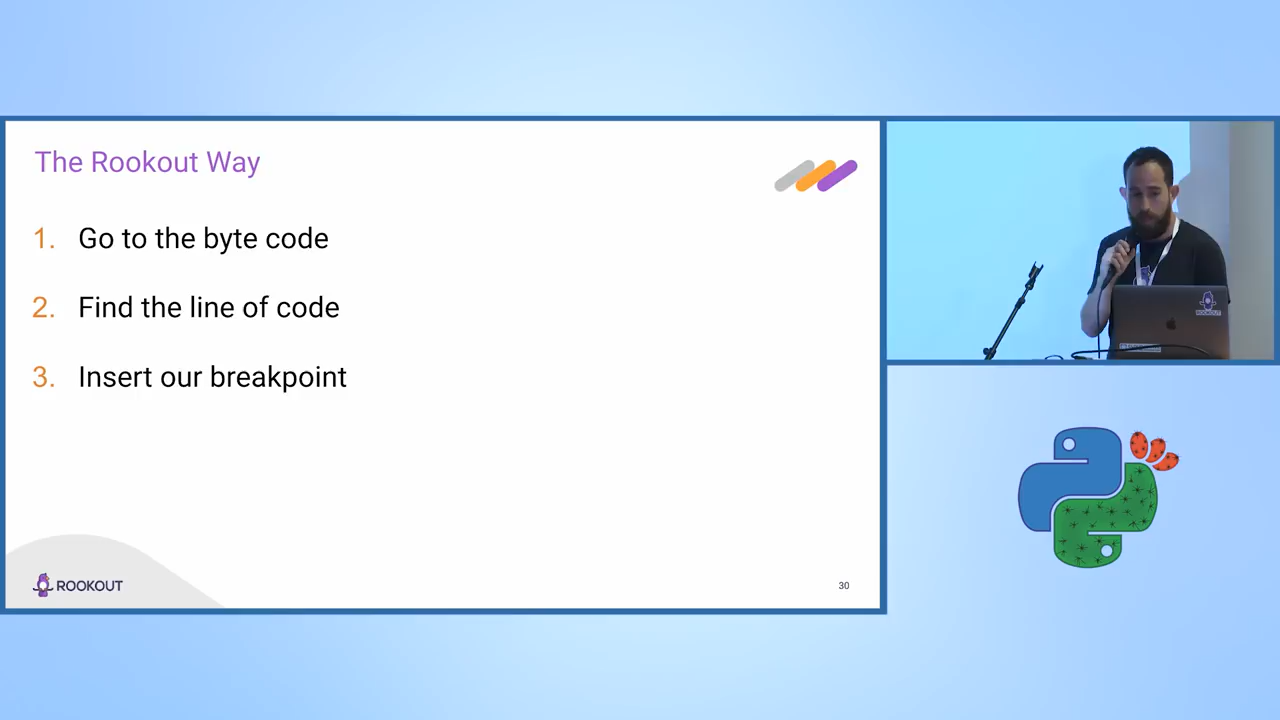 The Rookout Way
1. Go to the byte code
2. Find the line of code
3. Insert our breakpoint
ROOKOUT
30
ROOKOUT